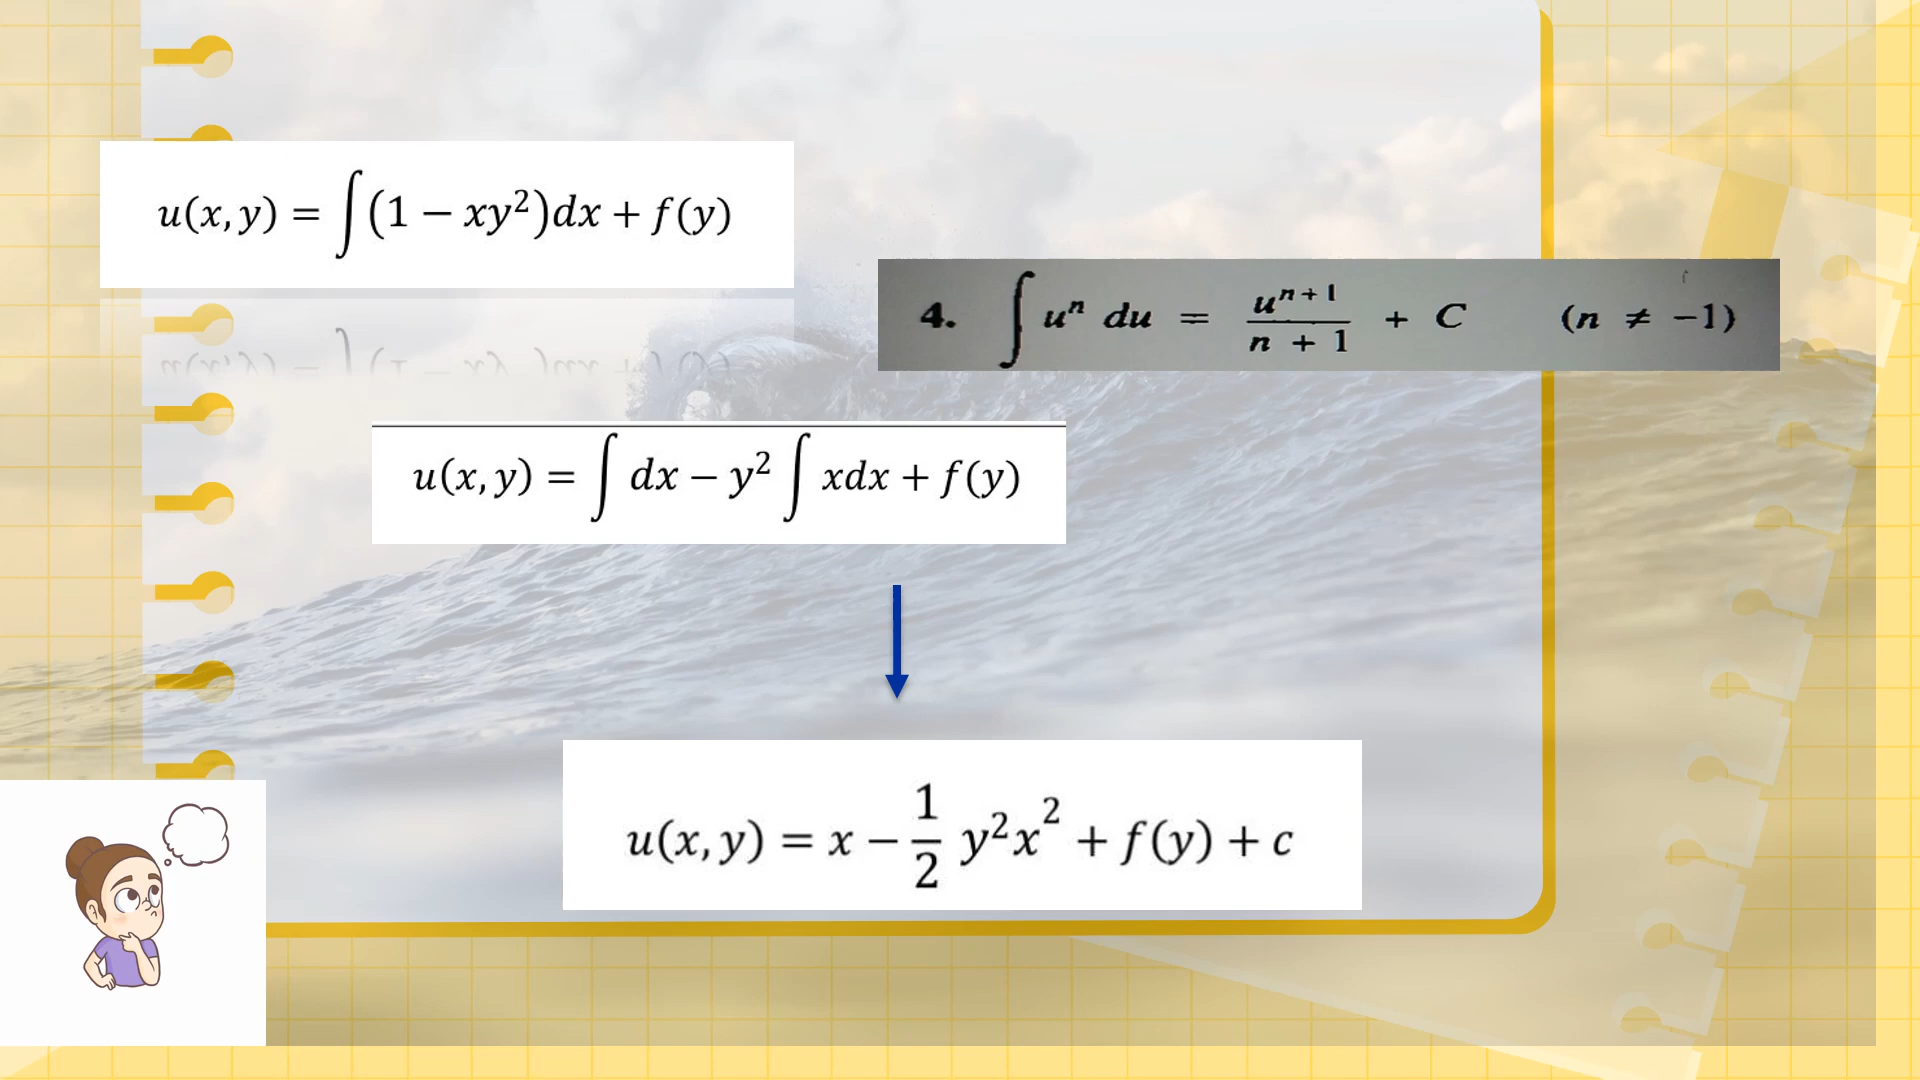 u(x, y) = ∫(1 − xy²)dx + f(y)
4. ∫ uⁿ du = uⁿ⁺¹ / n + 1 + C (n ≠ −1)
u(x, y) = ∫ dx − y² ∫ xdx + f(y)
u(x, y) = x − 1/2 y²x² + f(y) + c